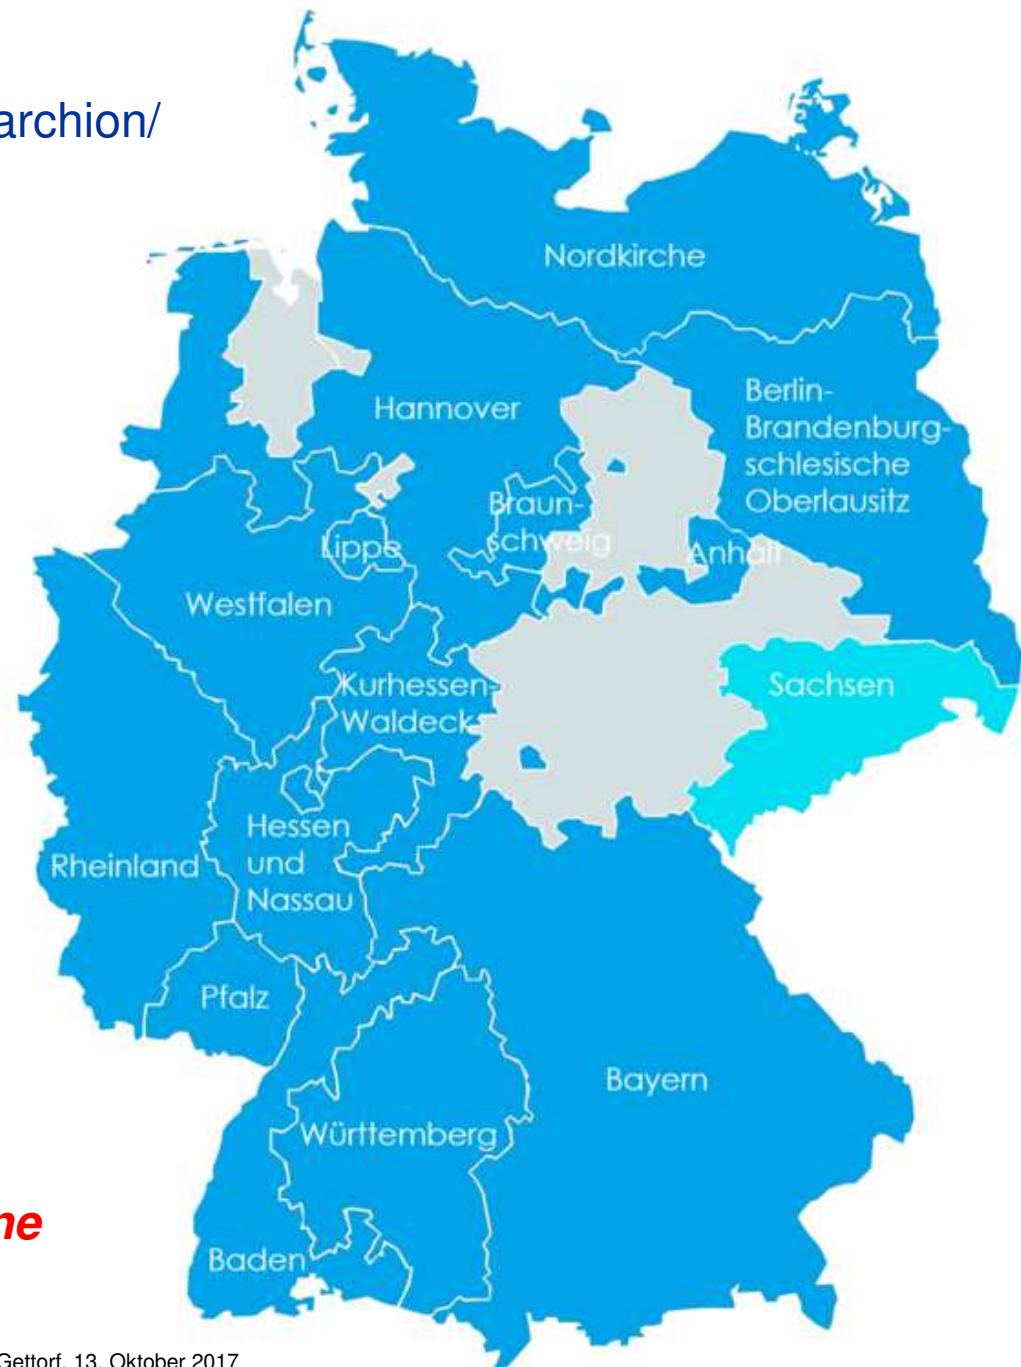 archion/
Nordkirche
Berlin-
Brandenburg-
schlesische
Oberlausitz
Hannover
Braun-
schweig
Anhalt
Lippe
Westfalen
Kurhessen-
Waldeck
Sachsen
Hessen
und
Nassau
Rheinland
Pfalz
Bayern
Württemberg
ne
Baden
Gettorf, 13. Oktober 2017